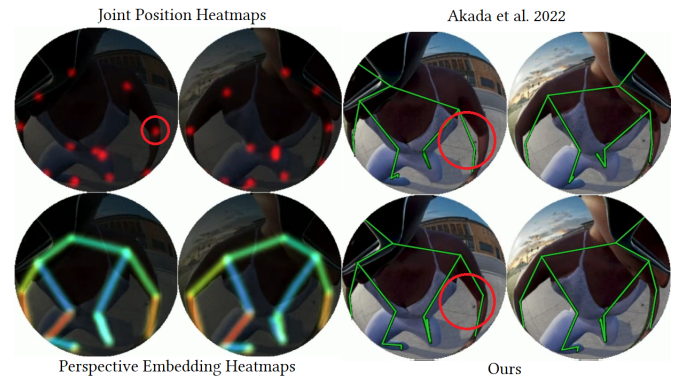 Joint Position Heatmaps
Akada et al. 2022
Perspective Embedding Heatmaps
Ours